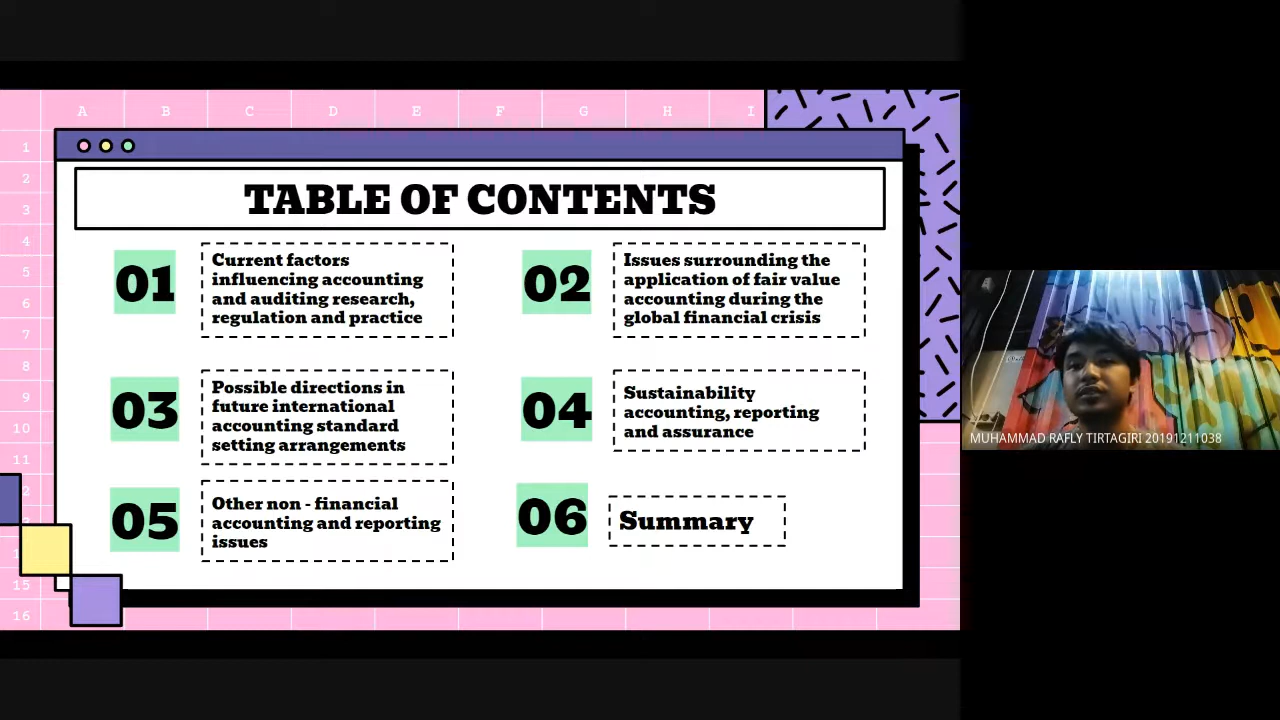 A B C D E F G H I
1
2
3
4
5
6
7
8
9
10
11
2
15
16
TABLE OF CONTENTS
01
Current factors
influencing accounting
and auditing research,
regulation and practice
02
Issues surrounding the
application of fair value
accounting during the
global financial crisis
03
Possible directions in
future international
accounting standard
setting arrangements
04
Sustainability
accounting, reporting
and assurance
05
Other non - financial
accounting and reporting
issues
06
Summary
MUHAMMAD RAFLY TIRTAGIRI 20191211038